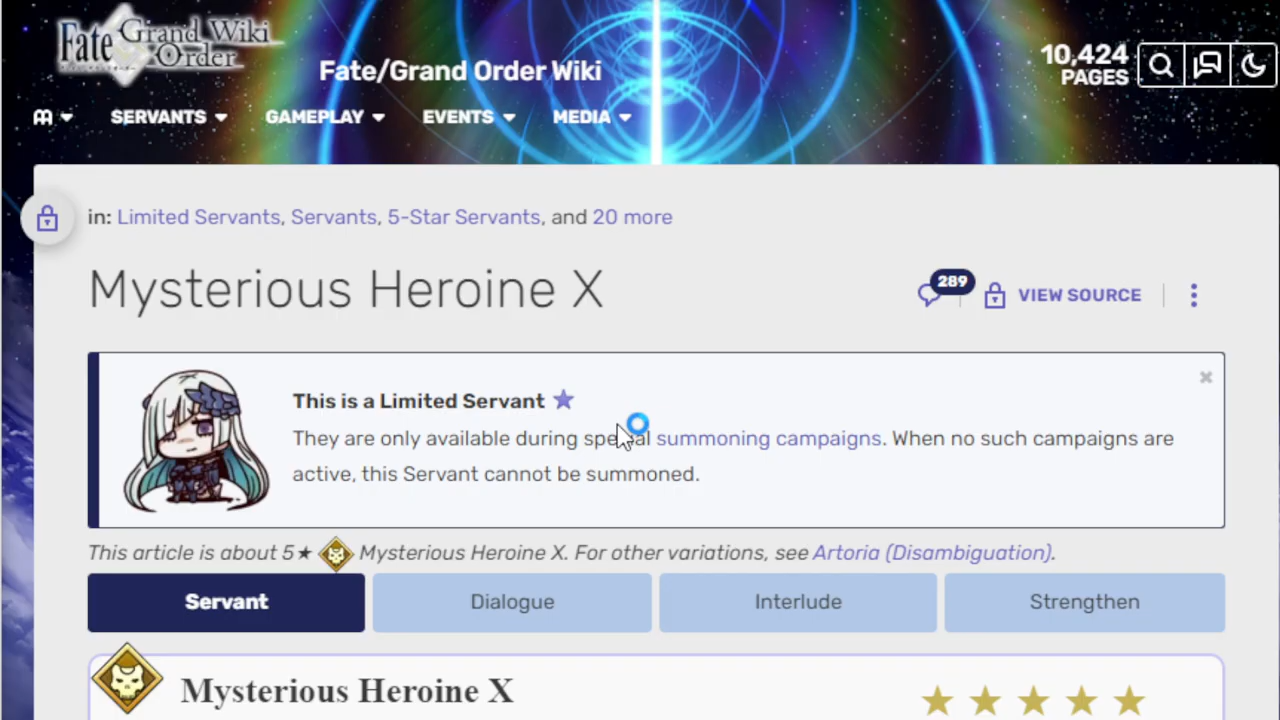 Fate Grand Wiki
Order
Fate/Grand Order Wiki
10,424
PAGES
SERVANTS GAMEPLAY EVENTS MEDIA
in: Limited Servants, Servants, 5-Star Servants, and 20 more
Mysterious Heroine X
289
VIEW SOURCE
This is a Limited Servant
They are only available during special summoning campaigns. When no such campaigns are
active, this Servant cannot be summoned.
This article is about 5★ Mysterious Heroine X. For other variations, see Artoria (Disambiguation).
Servant Dialogue Interlude Strengthen
Mysterious Heroine X